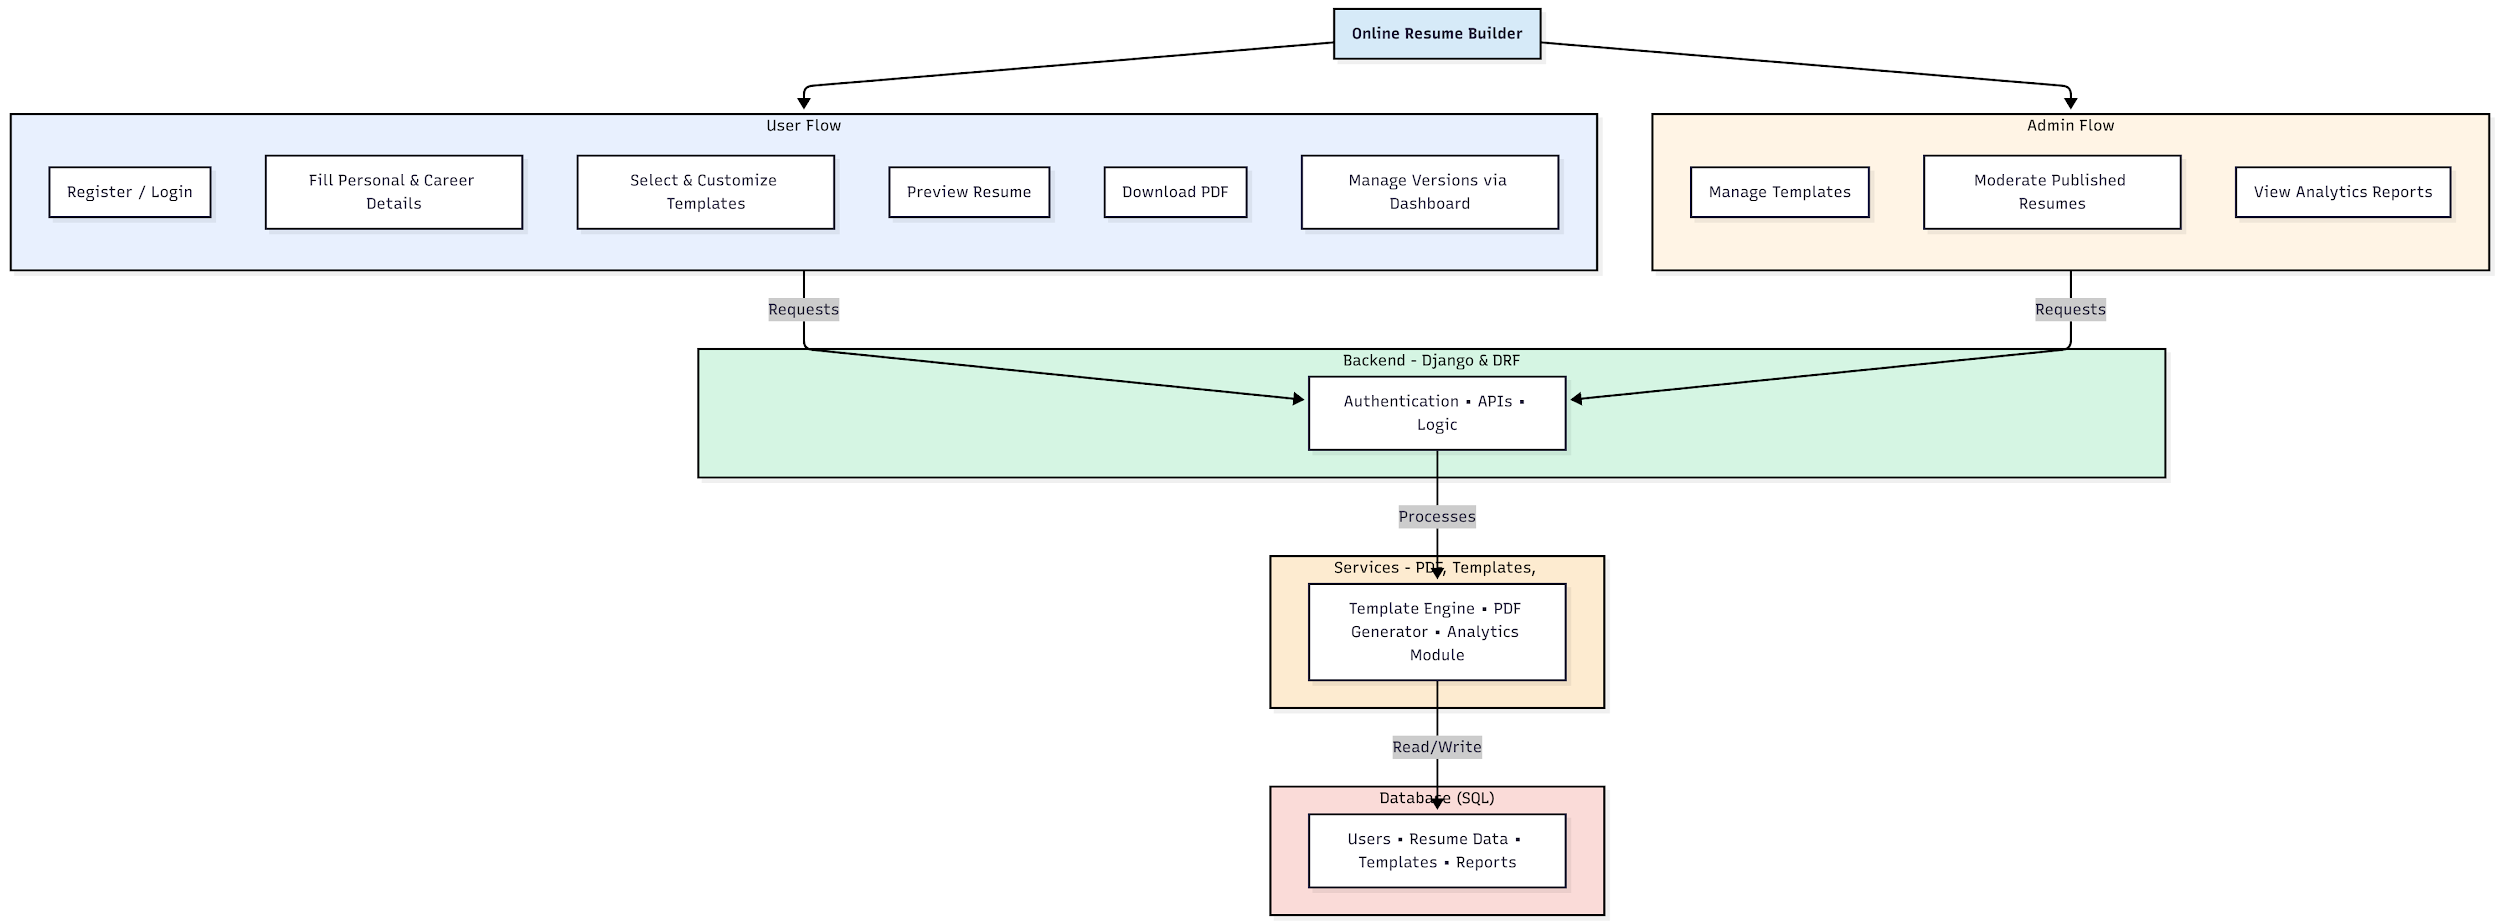 Online Resume Builder
User Flow
Admin Flow
Register / Login
Fill Personal & Career
Details
Select & Customize
Templates
Preview Resume
Download PDF
Manage Versions via
Dashboard
Manage Templates
Moderate Published
Resumes
View Analytics Reports
Requests
Requests
Backend - Django & DRF
Authentication ▪ APIs ▪
Logic
Processes
Services - PDF, Templates,
Template Engine ▪ PDF
Generator ▪ Analytics
Module
Read/Write
Database (SQL)
Users ▪ Resume Data ▪
Templates ▪ Reports